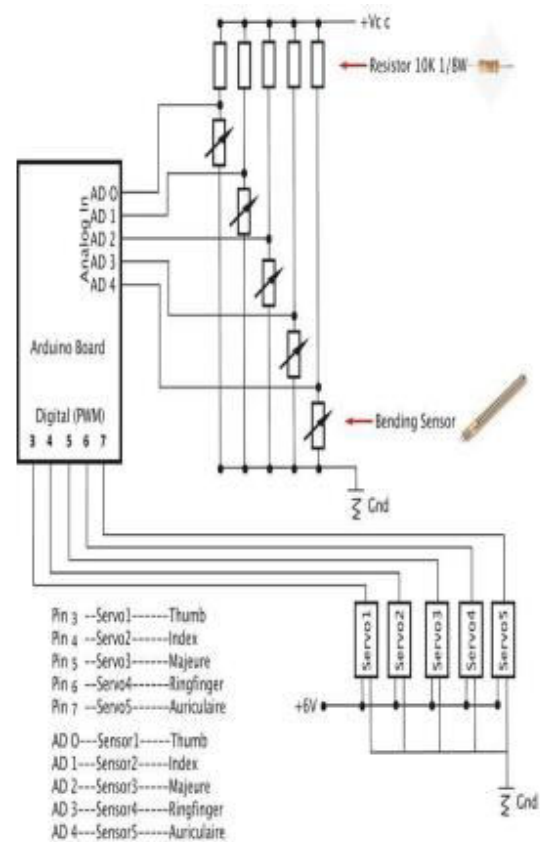 +Vcc
Resistor 10K 1/8W
AD 0
AD 1
AD 2
AD 3
AD 4
Analog In
Arduino Board
Digital (PWM)
3 4 5 6 7
Bending Sensor
Gnd
Servo1
Servo2
Servo3
Servo4
Servo5
+6V
Gnd
Pin 3 --Servo1------Thumb
Pin 4 --Servo2------Index
Pin 5 --Servo3------Majeure
Pin 6 --Servo4------Ringfinger
Pin 7 --Servo5------Auriculaire
AD 0---Sensor1-----Thumb
AD 1---Sensor2-----Index
AD 2---Sensor3-----Majeure
AD 3---Sensor4-----Ringfinger
AD 4---Sensor5-----Auriculaire